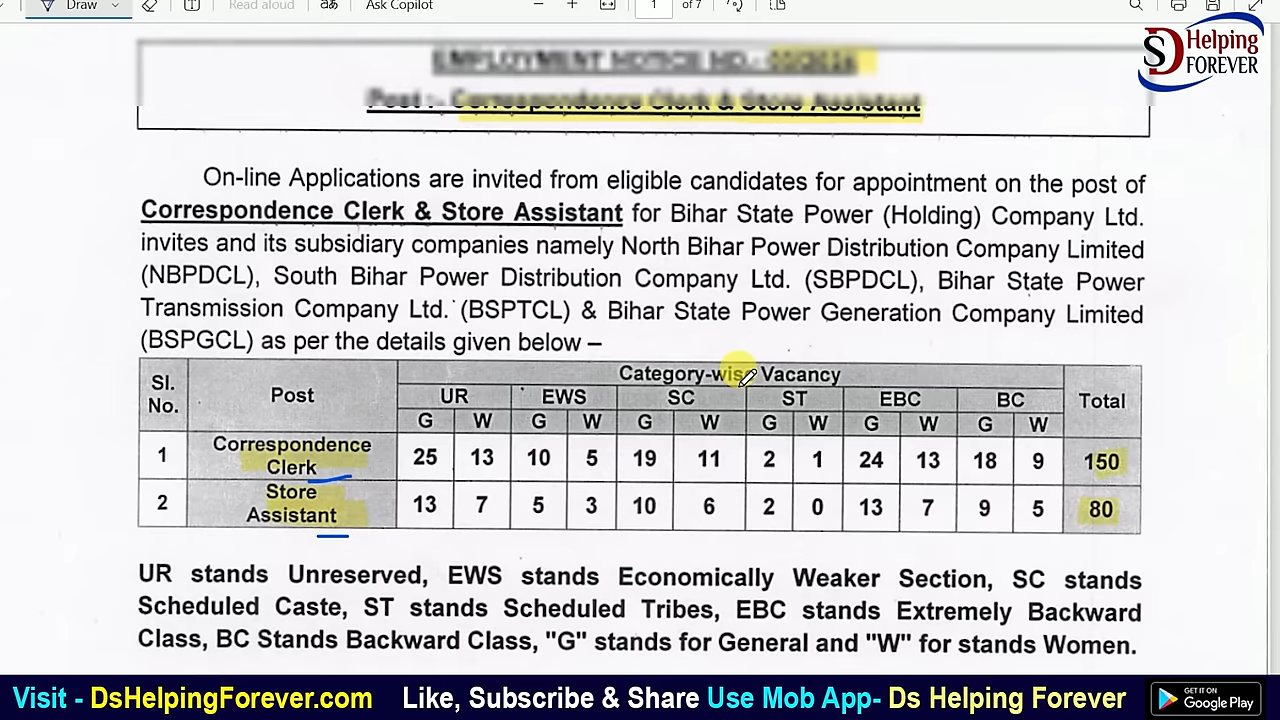 Draw
Read aloud
Ask Copilot
1 of 7
Helping
FOREVER
EMPLOYMENT NOTICE NO.-
Post :- Correspondence Clerk & Store Assistant
On-line Applications are invited from eligible candidates for appointment on the post of
Correspondence Clerk & Store Assistant for Bihar State Power (Holding) Company Ltd.
invites and its subsidiary companies namely North Bihar Power Distribution Company Limited
(NBPDCL), South Bihar Power Distribution Company Ltd. (SBPDCL), Bihar State Power
Transmission Company Ltd. (BSPTCL) & Bihar State Power Generation Company Limited
(BSPGCL) as per the details given below –
Sl. No. Post Category-wise Vacancy Total
UR EWS SC ST EBC BC
G W G W G W G W G W G W
1 Correspondence Clerk 25 13 10 5 19 11 2 1 24 13 18 9 150
2 Store Assistant 13 7 5 3 10 6 2 0 13 7 9 5 80
UR stands Unreserved, EWS stands Economically Weaker Section, SC stands
Scheduled Caste, ST stands Scheduled Tribes, EBC stands Extremely Backward
Class, BC Stands Backward Class, "G" stands for General and "W" for stands Women.
Visit - DsHelpingForever.com Like, Subscribe & Share Use Mob App- Ds Helping Forever
GET IT ON
Google Play